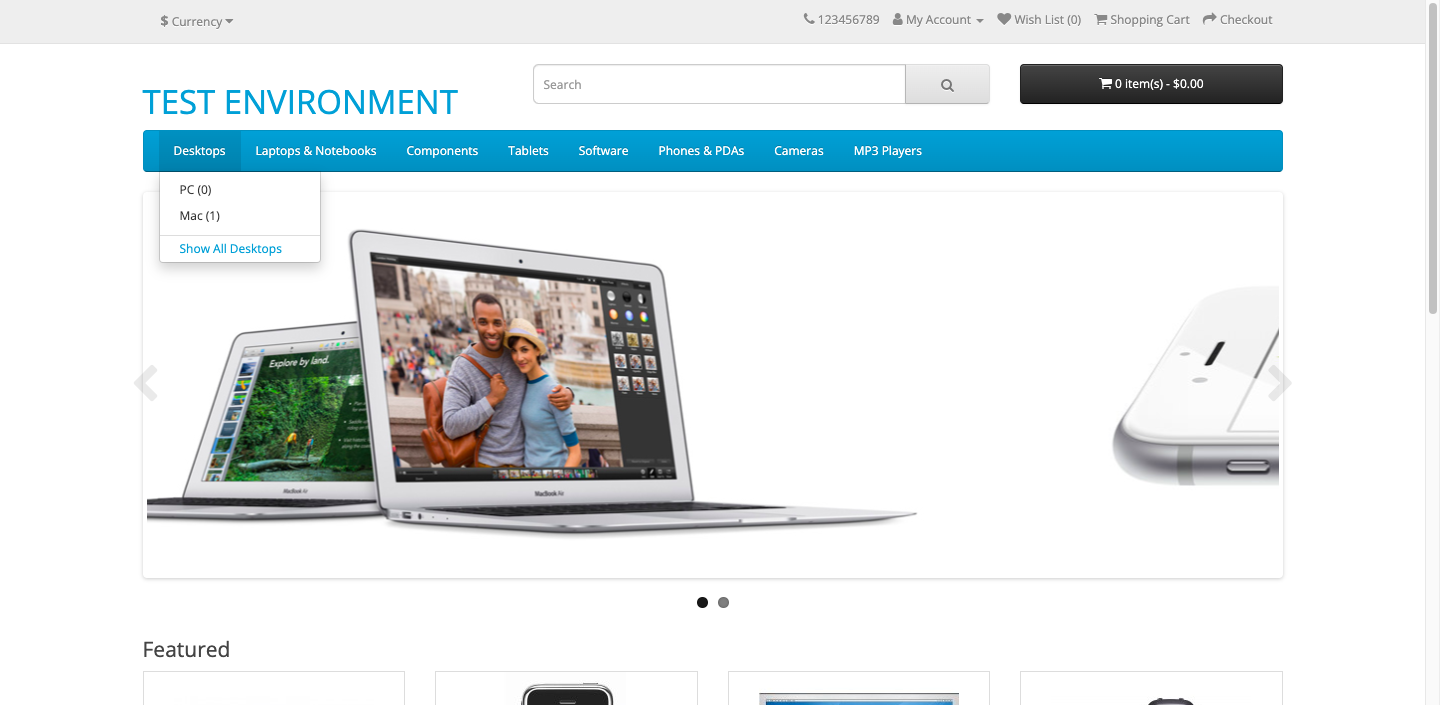 $ Currency
123456789 My Account Wish List (0) Shopping Cart Checkout
TEST ENVIRONMENT
Search
0 item(s) - $0.00
Desktops Laptops & Notebooks Components Tablets Software Phones & PDAs Cameras MP3 Players
PC (0)
Mac (1)
Show All Desktops
Explore by land.
MacBook Air
MacBook Air
Featured